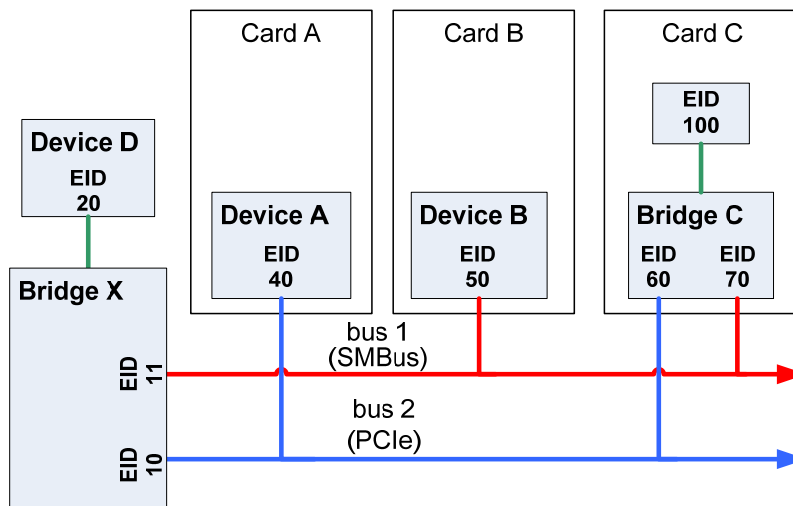 Card A
Card B
Card C
EID
100
Device D
EID
20
Device A
EID
40
Device B
EID
50
Bridge C
EID
60
EID
70
Bridge X
bus 1
(SMBus)
EID
11
bus 2
(PCIe)
EID
10